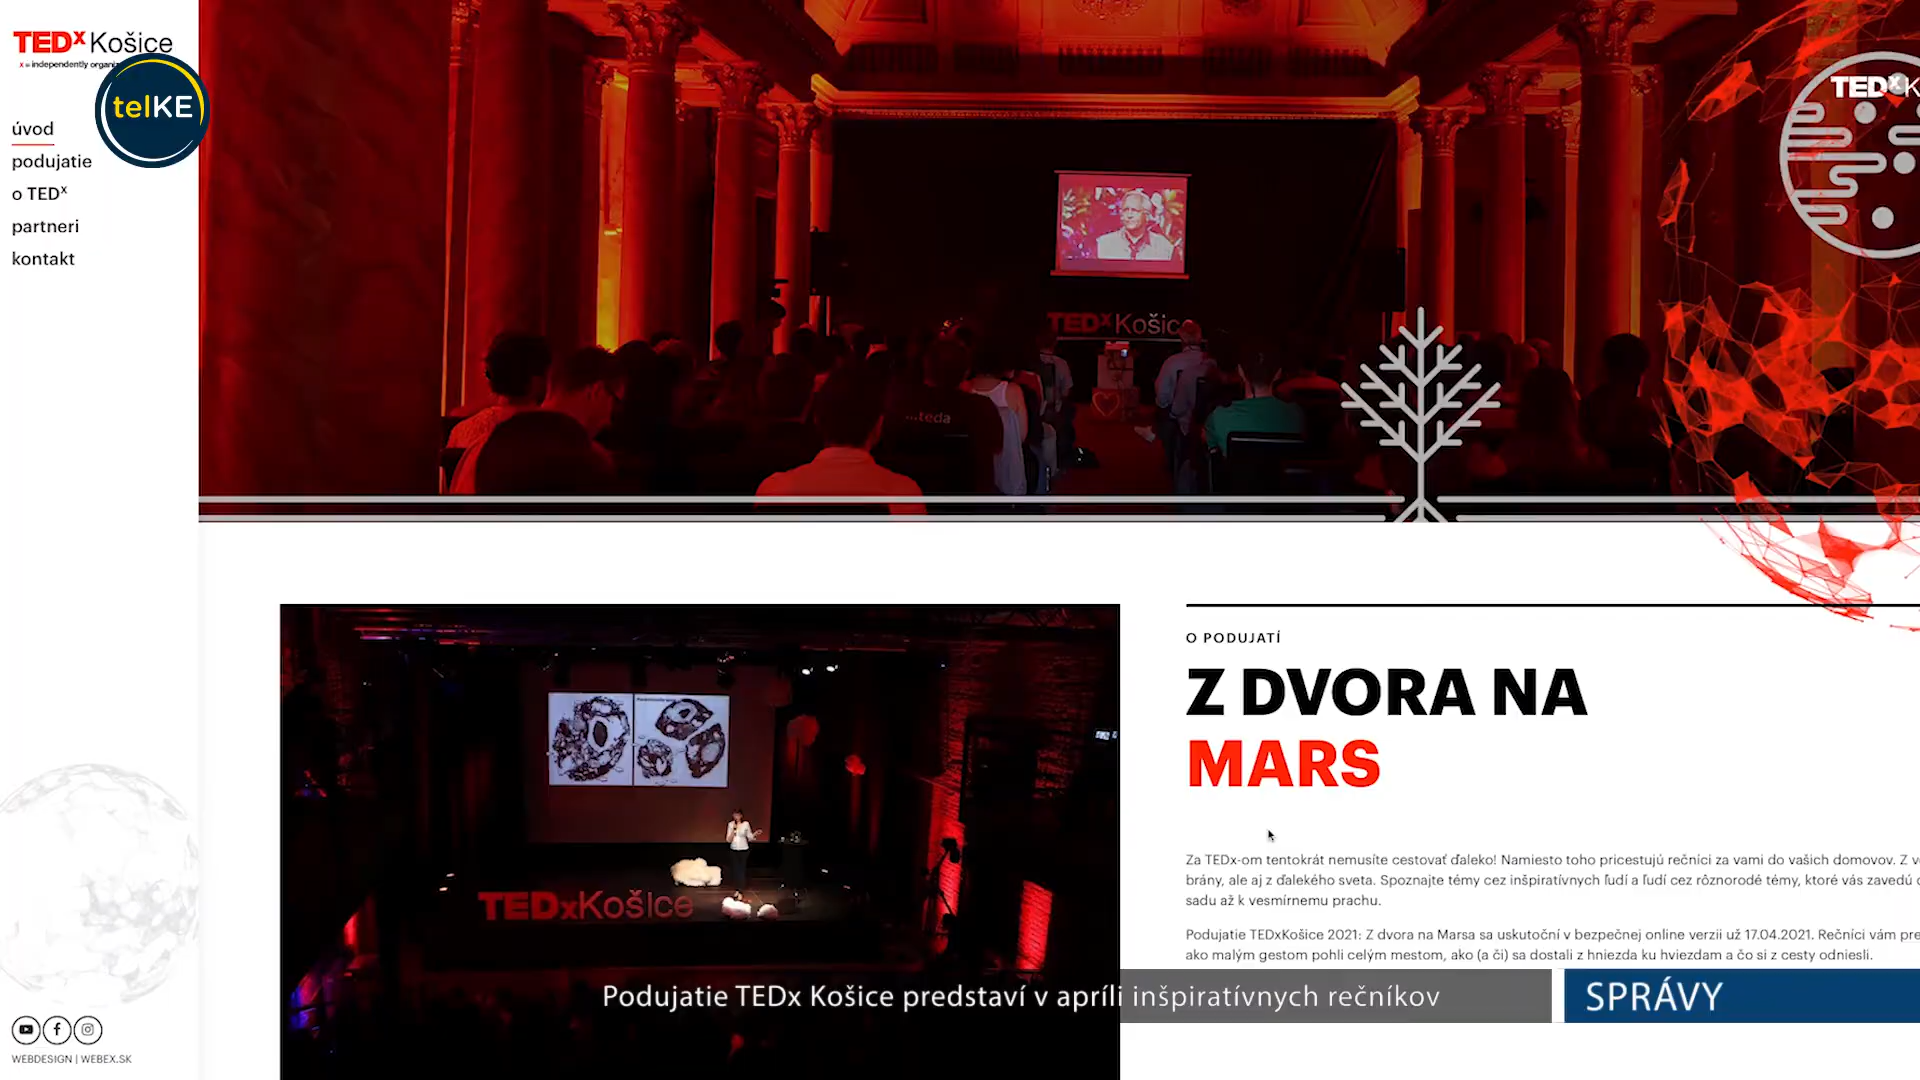 TEDxKošice
x = independently organi
telKE
úvod
podujatie
o TEDx
partneri
kontakt
TEDxK
TEDxKošice
...teda
TEDxKošice
O PODUJATÍ
Z DVORA NA
MARS
Za TEDx-om tentokrát nemusíte cestovať ďaleko! Namiesto toho pricestujú rečníci za vami do vašich domovov. Z
brány, ale aj z ďalekého sveta. Spoznajte témy cez inšpiratívnych ľudí a ľudí cez rôznorodé témy, ktoré vás zavedú
sadu až k vesmírnemu prachu.
Podujatie TEDxKošice 2021: Z dvora na Marsa sa uskutoční v bezpečnej online verzii už 17.04.2021. Rečníci vám
ako malým gestom pohli celým mestom, ako (a či) sa dostali z hniezda ku hviezdam a čo si z cesty odniesli.
Podujatie TEDx Košice predstaví v apríli inšpiratívnych rečníkov
SPRÁVY
WEBDESIGN | WEBEX.SK